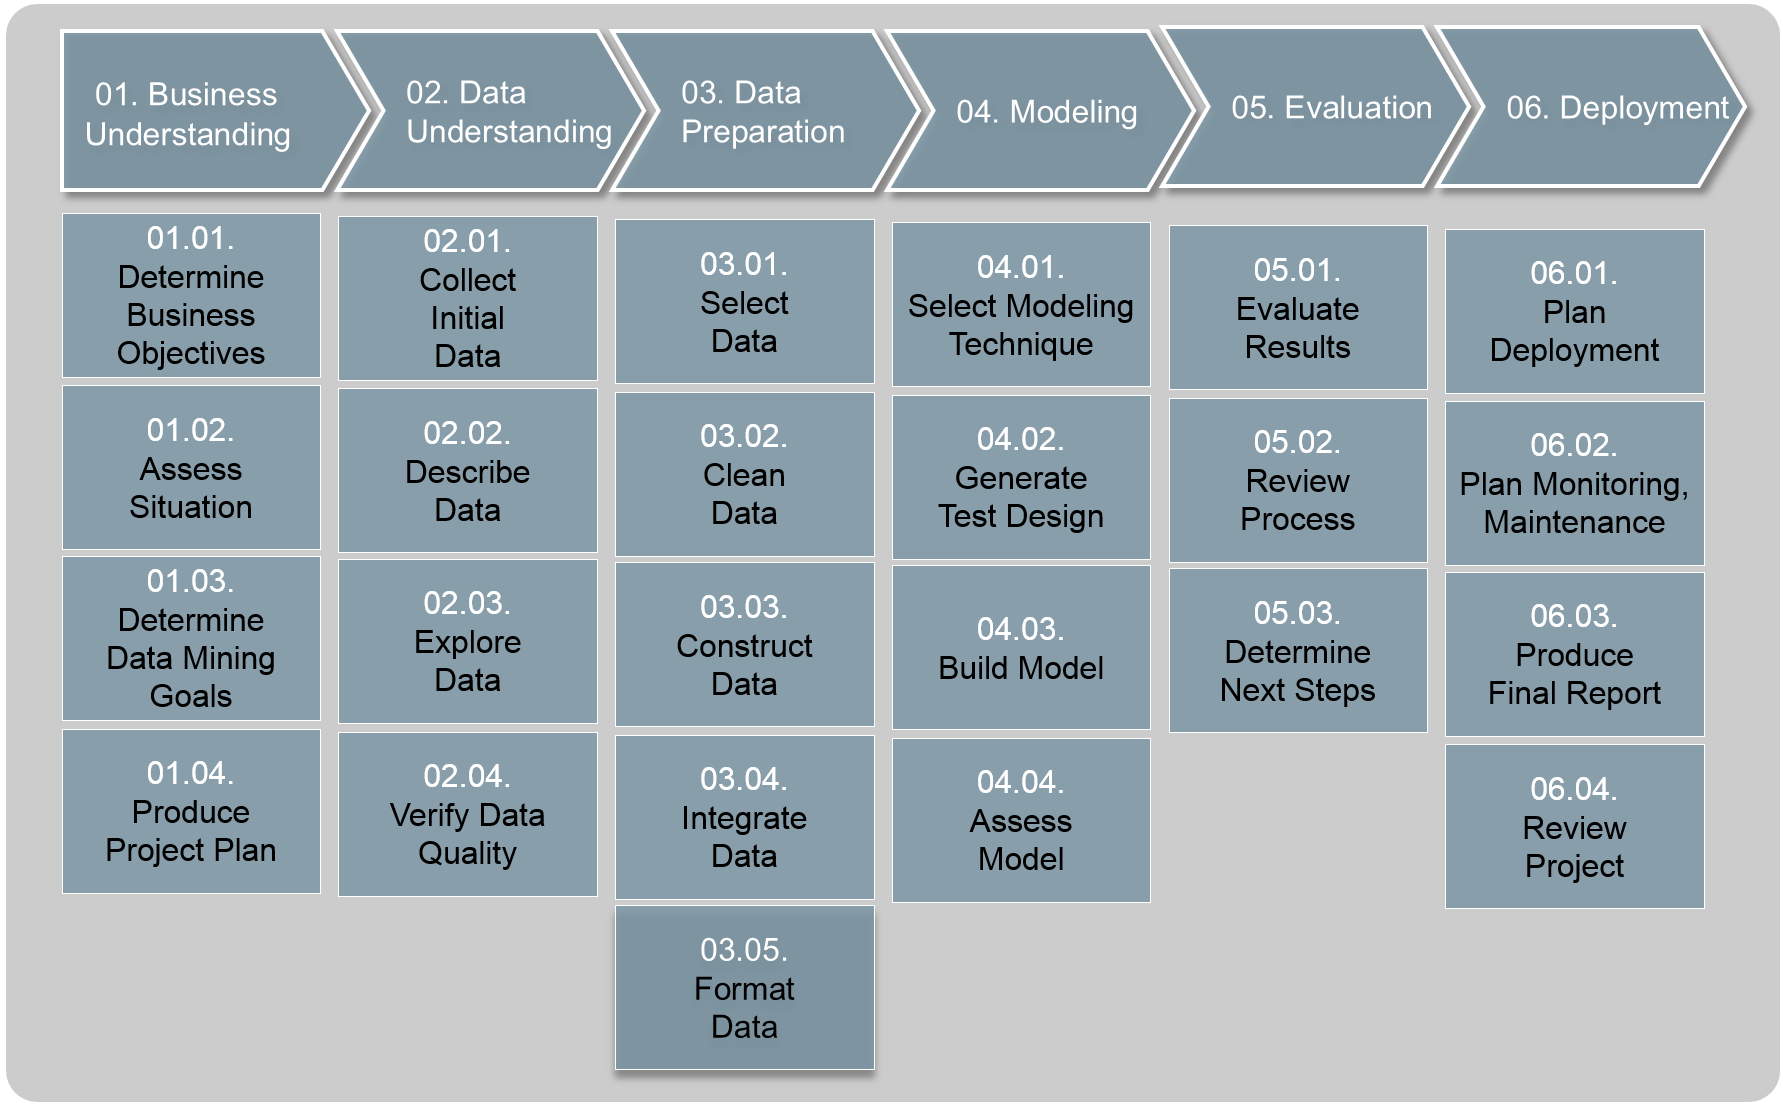 01. Business
Understanding
02. Data
Understanding
03. Data
Preparation
04. Modeling
05. Evaluation
06. Deployment
01.01.
Determine
Business
Objectives
01.02.
Assess
Situation
01.03.
Determine
Data Mining
Goals
01.04.
Produce
Project Plan
02.01.
Collect
Initial
Data
02.02.
Describe
Data
02.03.
Explore
Data
02.04.
Verify Data
Quality
03.01.
Select
Data
03.02.
Clean
Data
03.03.
Construct
Data
03.04.
Integrate
Data
03.05.
Format
Data
04.01.
Select Modeling
Technique
04.02.
Generate
Test Design
04.03.
Build Model
04.04.
Assess
Model
05.01.
Evaluate
Results
05.02.
Review
Process
05.03.
Determine
Next Steps
06.01.
Plan
Deployment
06.02.
Plan Monitoring,
Maintenance
06.03.
Produce
Final Report
06.04.
Review
Project